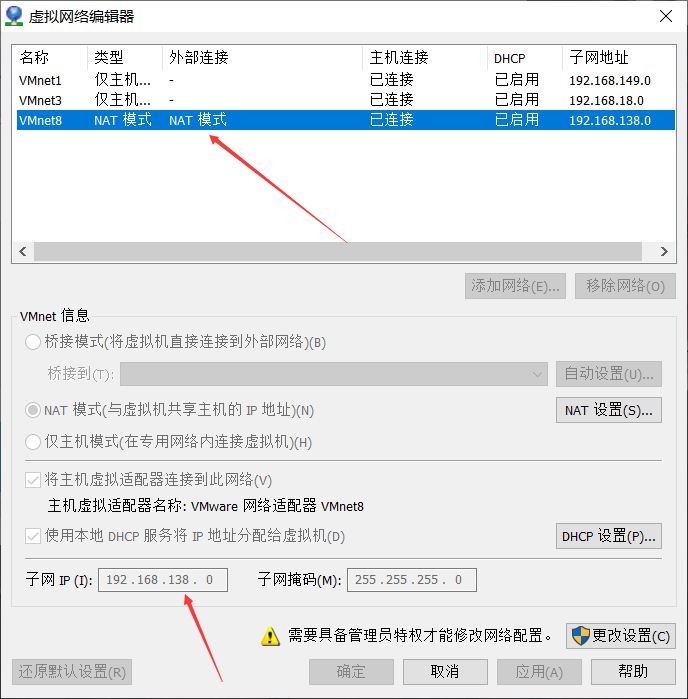 虚拟网络编辑器
名称 类型 外部连接 主机连接 DHCP 子网地址
VMnet1 仅主机... - 已连接 已启用 192.168.149.0
VMnet3 仅主机... - 已连接 已启用 192.168.18.0
VMnet8 NAT 模式 NAT 模式 已连接 已启用 192.168.138.0
添加网络(E)... 移除网络(O)
VMnet 信息
桥接模式(将虚拟机直接连接到外部网络)(B)
桥接到(T): 自动设置(U)...
NAT 模式(与虚拟机共享主机的 IP 地址)(N) NAT 设置(S)...
仅主机模式(在专用网络内连接虚拟机)(H)
将主机虚拟适配器连接到此网络(V)
主机虚拟适配器名称: VMware 网络适配器 VMnet8
使用本地 DHCP 服务将 IP 地址分配给虚拟机(D) DHCP 设置(P)...
子网 IP (I): 192 . 168 . 138 . 0 子网掩码(M): 255 . 255 . 255 . 0
需要具备管理员特权才能修改网络配置。 更改设置(C)
还原默认设置(R) 确定 取消 应用(A) 帮助